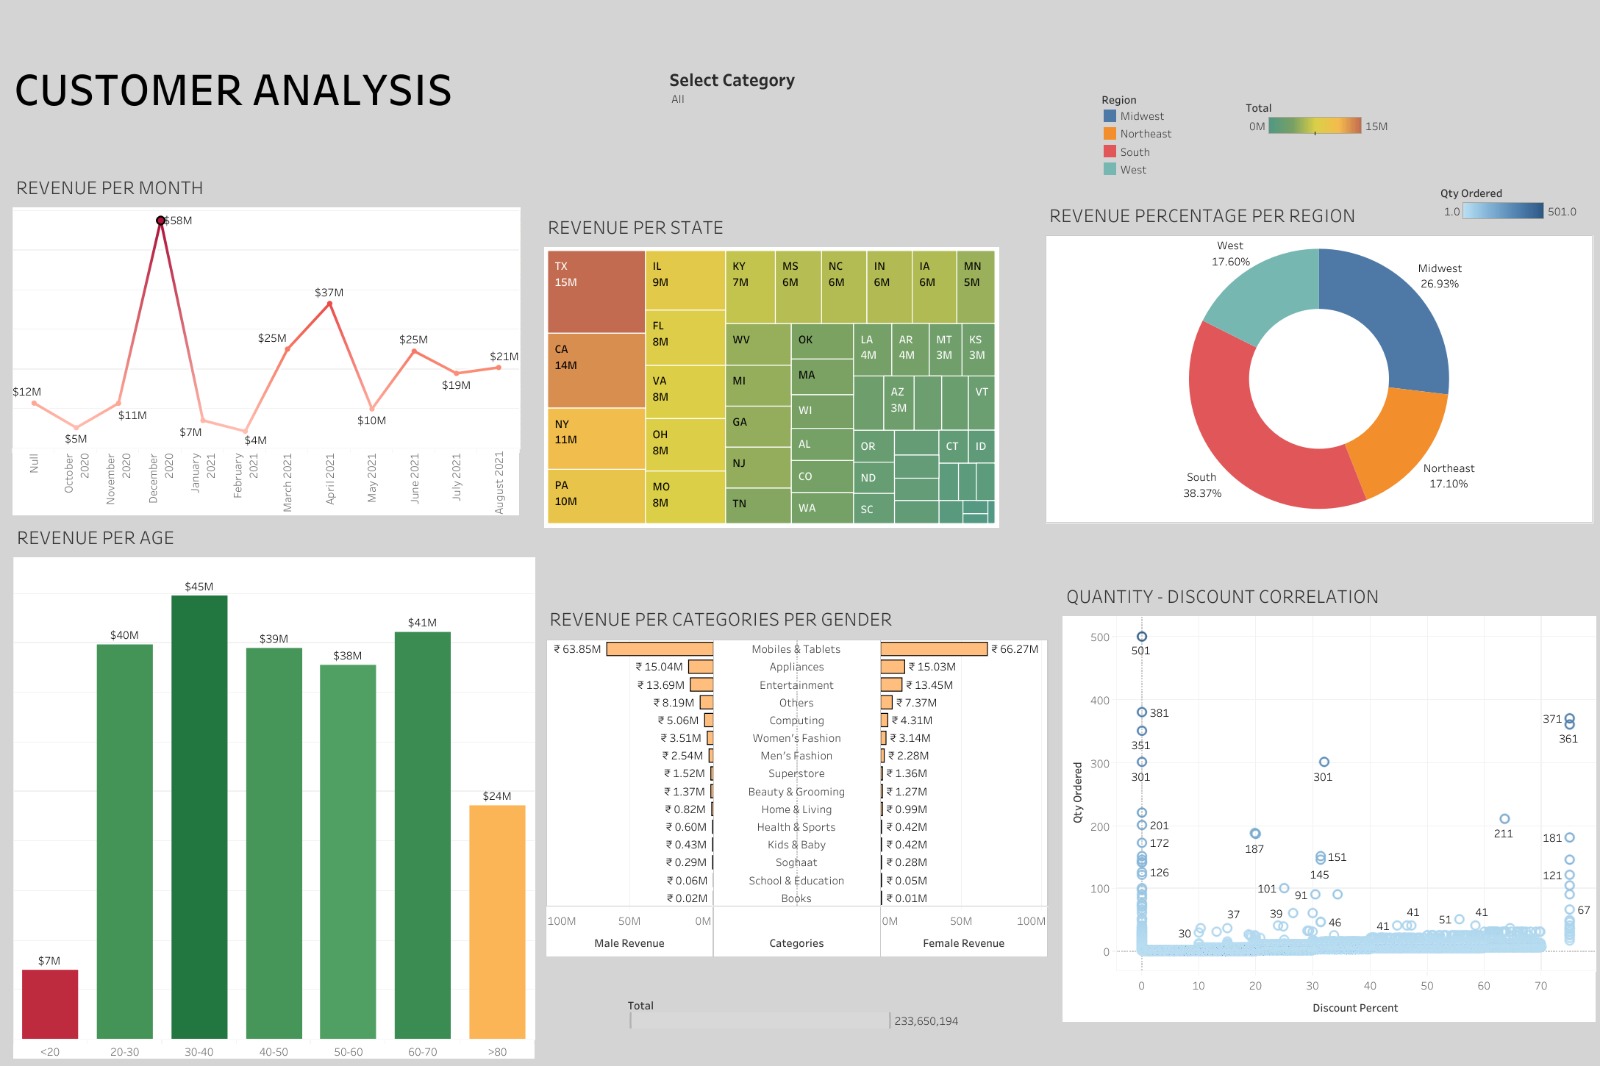 CUSTOMER ANALYSIS
Select Category
All
Region
Midwest
Northeast
South
West
Total
0M 15M
Qty Ordered
1.0 501.0
REVENUE PER MONTH
$58M
$37M
$25M
$25M
$21M
$19M
$12M
$11M
$10M
$7M
$5M
$4M
Null
October
2020
November
2020
December
2020
January
2021
February
2021
March 2021
April 2021
May 2021
June 2021
July 2021
August 2021
REVENUE PER STATE
TX
15M
CA
14M
NY
11M
PA
10M
IL
9M
FL
8M
VA
8M
OH
8M
MO
8M
KY
7M
MS
6M
NC
6M
IN
6M
IA
6M
MN
5M
WV
MI
GA
NJ
TN
OK
MA
WI
AL
CO
WA
LA
4M
AR
4M
MT
3M
KS
3M
AZ
3M
VT
OR
ND
SC
CT
ID
REVENUE PERCENTAGE PER REGION
West
17.60%
Midwest
26.93%
South
38.37%
Northeast
17.10%
REVENUE PER AGE
$7M
$40M
$45M
$39M
$38M
$41M
$24M
<20 20-30 30-40 40-50 50-60 60-70 >80
REVENUE PER CATEGORIES PER GENDER
₹ 63.85M Mobiles & Tablets ₹ 66.27M
₹ 15.04M Appliances ₹ 15.03M
₹ 13.69M Entertainment ₹ 13.45M
₹ 8.19M Others ₹ 7.37M
₹ 5.06M Computing ₹ 4.31M
₹ 3.51M Women's Fashion ₹ 3.14M
₹ 2.54M Men's Fashion ₹ 2.28M
₹ 1.52M Superstore ₹ 1.36M
₹ 1.37M Beauty & Grooming ₹ 1.27M
₹ 0.82M Home & Living ₹ 0.99M
₹ 0.60M Health & Sports ₹ 0.42M
₹ 0.43M Kids & Baby ₹ 0.42M
₹ 0.29M Soghaat ₹ 0.28M
₹ 0.06M School & Education ₹ 0.05M
₹ 0.02M Books ₹ 0.01M
100M 50M 0M 0M 50M 100M
Male Revenue Categories Female Revenue
Total
233,650,194
QUANTITY - DISCOUNT CORRELATION
Qty Ordered
500
400
300
200
100
0
501
381
351
301
201
172
126
371
361
301
211
187
181
151
145
121
101
91
67
37
39
46
41
41
51
41
30
0 10 20 30 40 50 60 70
Discount Percent